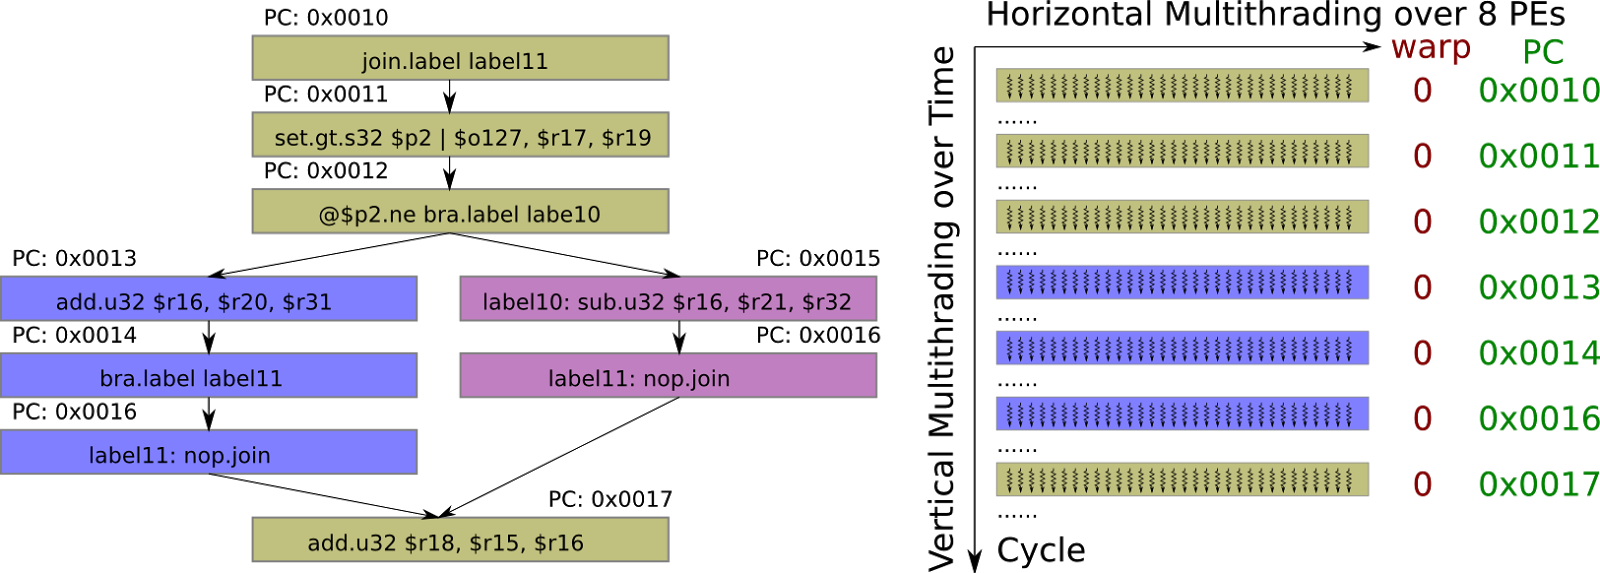 PC: 0x0010
join.label label11
PC: 0x0011
set.gt.s32 $p2 | $o127, $r17, $r19
PC: 0x0012
@$p2.ne bra.label labe10
PC: 0x0013
add.u32 $r16, $r20, $r31
PC: 0x0014
bra.label label11
PC: 0x0016
label11: nop.join
PC: 0x0015
label10: sub.u32 $r16, $r21, $r32
PC: 0x0016
label11: nop.join
PC: 0x0017
add.u32 $r18, $r15, $r16
Horizontal Multithrading over 8 PEs
Vertical Multithrading over Time
warp PC
0 0x0010
......
0 0x0011
......
0 0x0012
......
0 0x0013
......
0 0x0014
......
0 0x0016
......
0 0x0017
......
Cycle